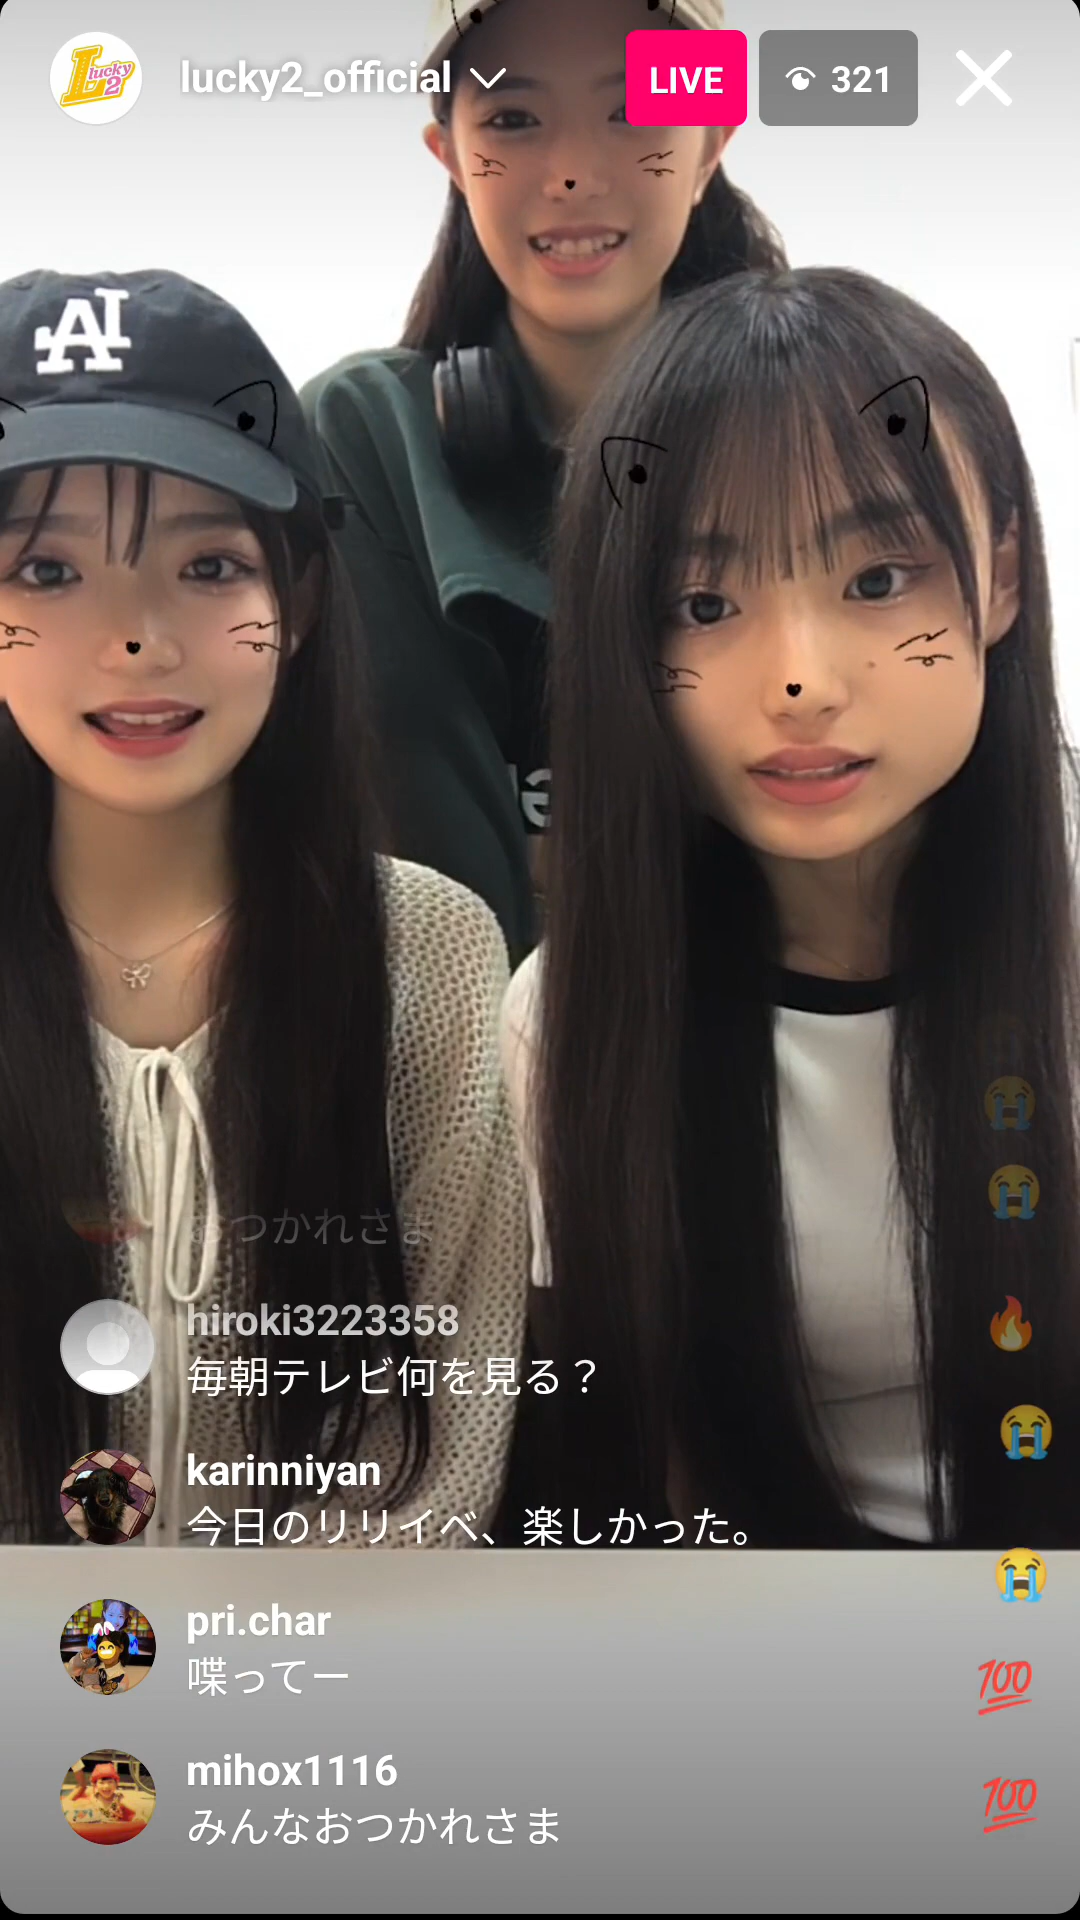 lucky2_official
LIVE
321
L lucky2
LA
おつかれさま
hiroki3223358
毎朝テレビ何を見る？
karinniyan
今日のリリイベ、楽しかった。
pri.char
喋ってー
mihox1116
みんなおつかれさま